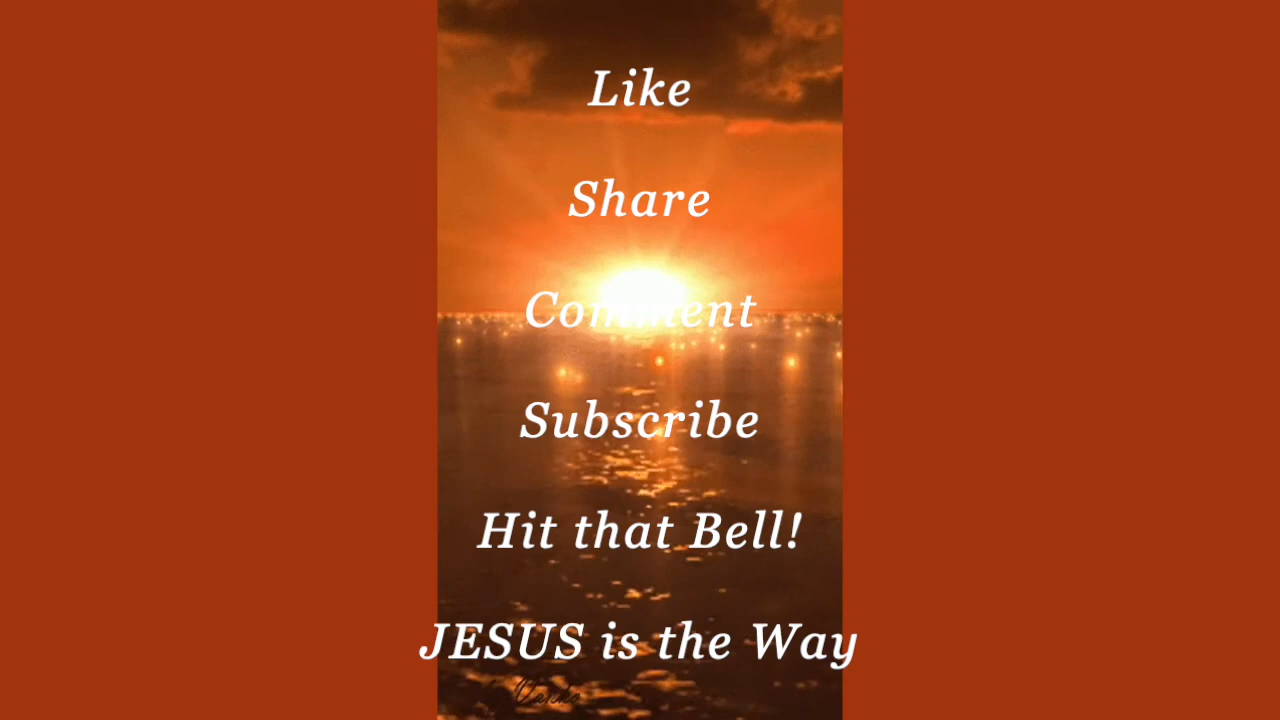 Like
Share
Comment
Subscribe
Hit that Bell!
JESUS is the Way